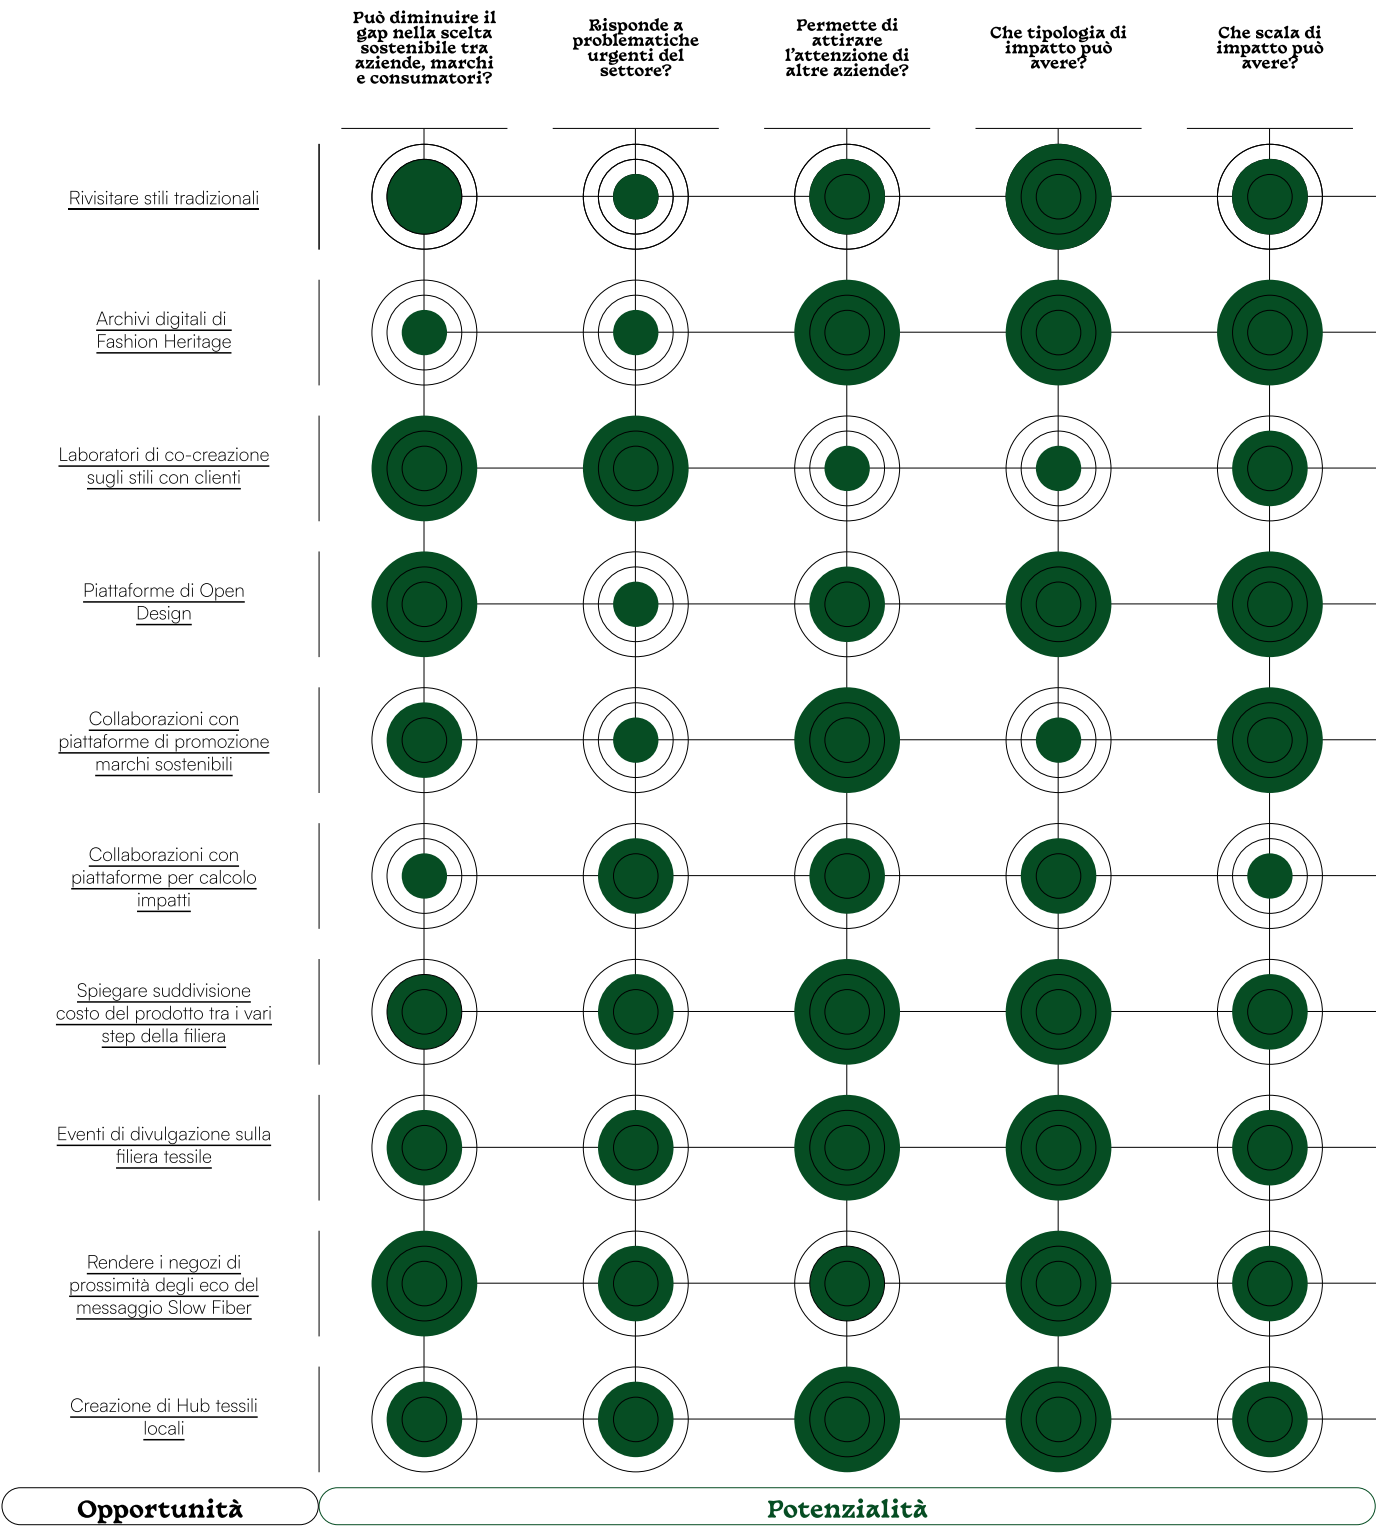 Può diminuire il
gap nella scelta
sostenibile tra
aziende, marchi
e consumatori?
Risponde a
problematiche
urgenti del
settore?
Permette di
attirare
l'attenzione di
altre aziende?
Che tipologia di
impatto può
avere?
Che scala di
impatto può
avere?
Rivisitare stili tradizionali
Archivi digitali di
Fashion Heritage
Laboratori di co-creazione
sugli stili con clienti
Piattaforme di Open
Design
Collaborazioni con
piattaforme di promozione
marchi sostenibili
Collaborazioni con
piattaforme per calcolo
impatti
Spiegare suddivisione
costo del prodotto tra i vari
step della filiera
Eventi di divulgazione sulla
filiera tessile
Rendere i negozi di
prossimità degli eco del
messaggio Slow Fiber
Creazione di Hub tessili
locali
Opportunità
Potenzialità